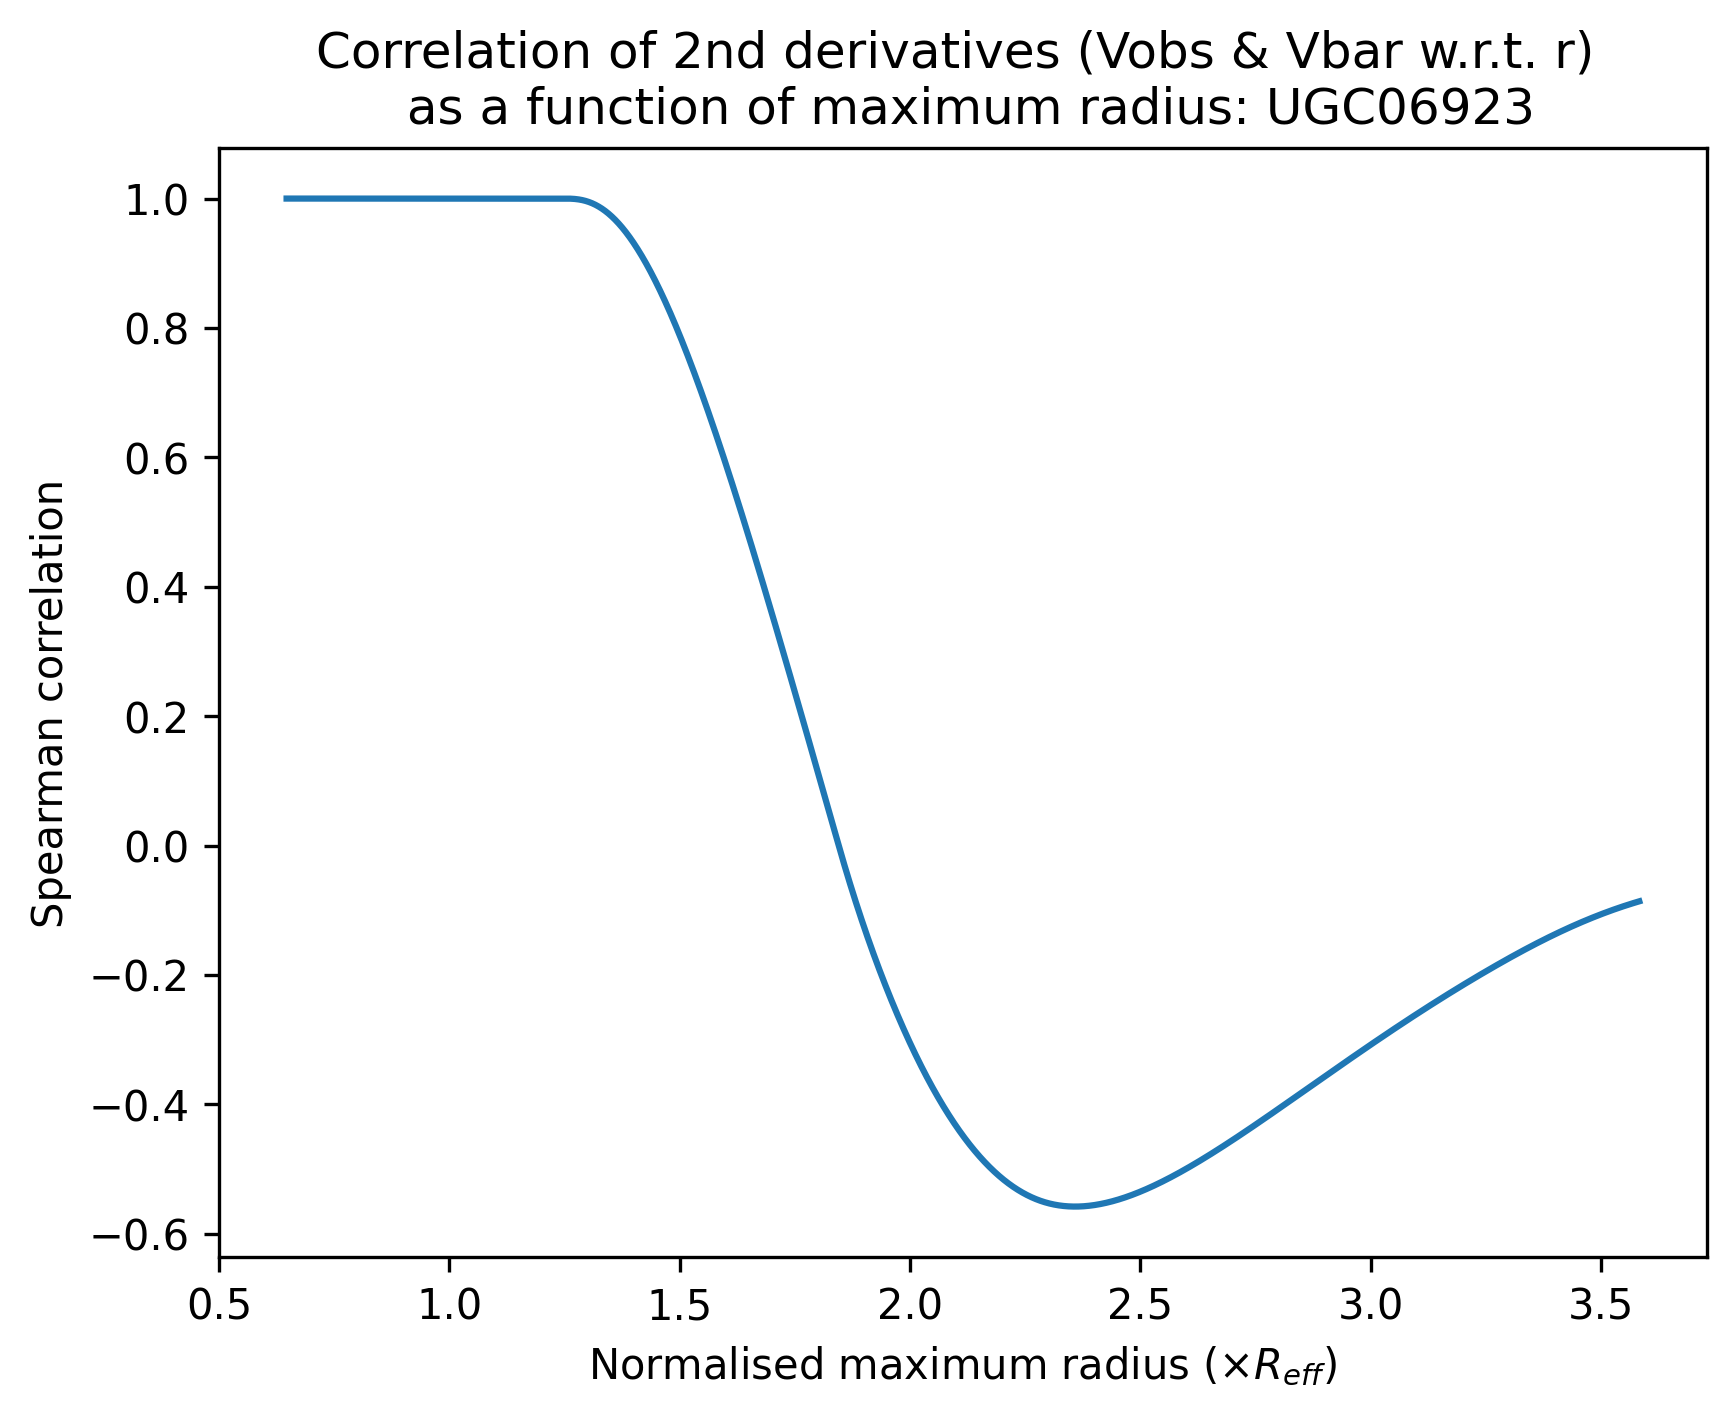 Correlation of 2nd derivatives (Vobs & Vbar w.r.t. r)
as a function of maximum radius: UGC06923
1.0
0.8
0.6
0.4
0.2
0.0
−0.2
−0.4
−0.6
Spearman correlation
0.5 1.0 1.5 2.0 2.5 3.0 3.5
Normalised maximum radius (×R_eff)